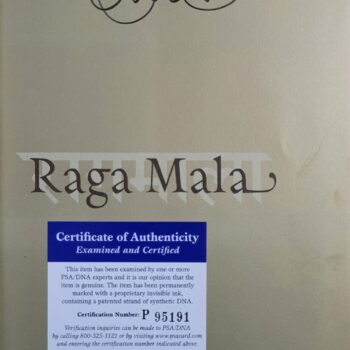 Raga Mala
Certificate of Authenticity
Examined and Certified
This item has been examined by one or more
PSA/DNA experts and it is our opinion that the
item is genuine. The item has been permanently
marked with a proprietary invisible ink,
containing a patented strand of synthetic DNA.
Certification Number: P 95191
Verification inquiries can be made to PSA/DNA
by calling 800-325-1121 or by visiting www.psacard.com
and entering the certification number indicated above.